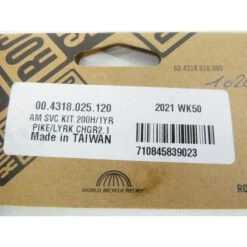 00.4318.016.000
00.4318.025.120
2021 WK50
AM SVC KIT 200H/1YR
PIKE/LYRK CHGR2.1
Made in TAIWAN
710845839023
WORLD BICYCLE RELIEF